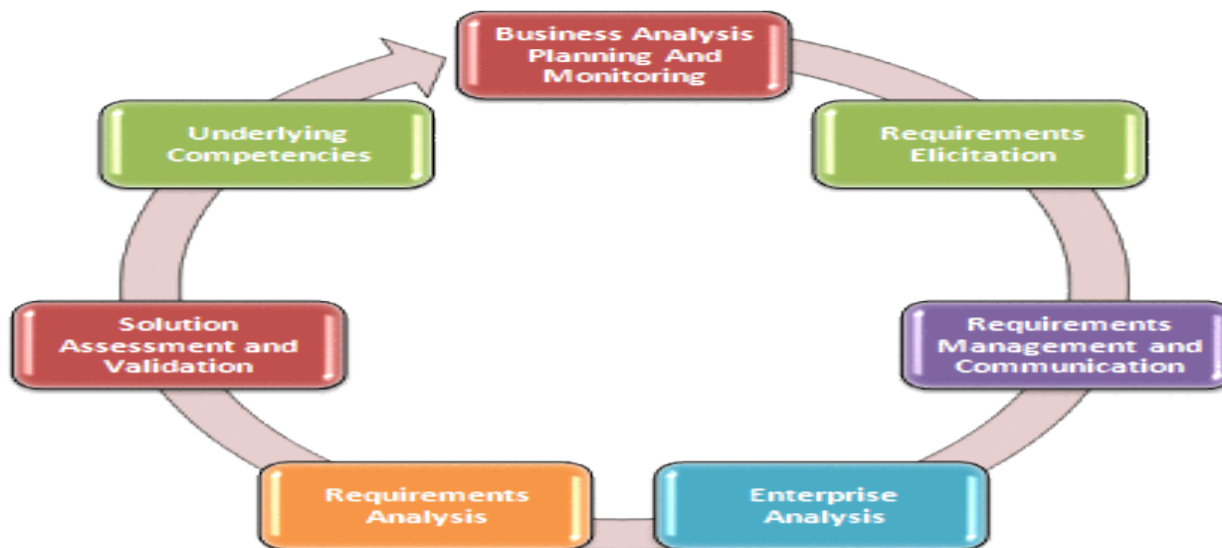 Business Analysis
Planning And
Monitoring
Requirements
Elicitation
Requirements
Management and
Communication
Enterprise
Analysis
Requirements
Analysis
Solution
Assessment and
Validation
Underlying
Competencies